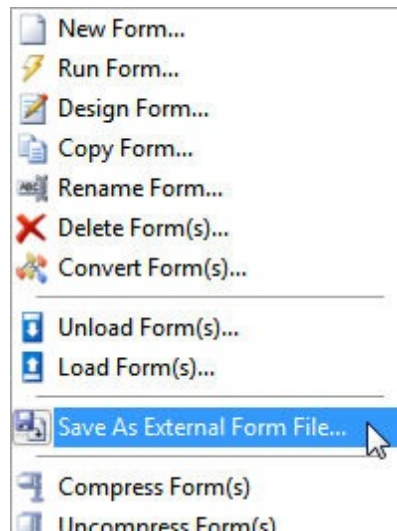 New Form...
Run Form...
Design Form...
Copy Form...
Rename Form...
Delete Form(s)...
Convert Form(s)...
Unload Form(s)...
Load Form(s)...
Save As External Form File...
Compress Form(s)
Uncompress Form(s)